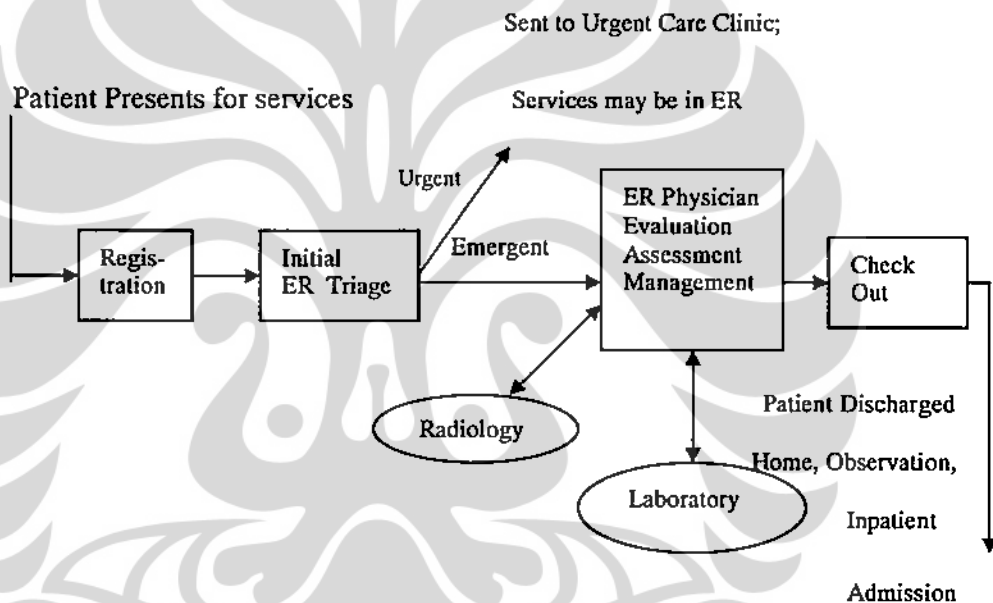 Sent to Urgent Care Clinic;
Patient Presents for services
Services may be in ER
Urgent
Regis-
tration
Initial
ER Triage
Emergent
ER Physician
Evaluation
Assessment
Management
Check
Out
Radiology
Laboratory
Patient Discharged
Home, Observation,
Inpatient
Admission